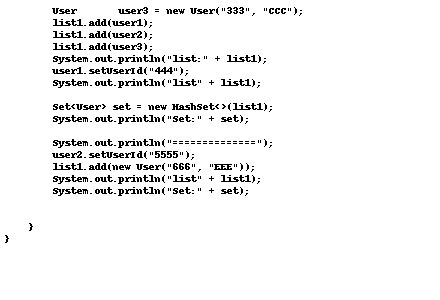 User       user3 = new User("333", "CCC");
list1.add(user1);
list1.add(user2);
list1.add(user3);
System.out.println("list:" + list1);
user1.setUserId("444");
System.out.println("list" + list1);
Set<User> set = new HashSet<>(list1);
System.out.println("Set:" + set);
System.out.println("==============");
user2.setUserId("5555");
list1.add(new User("666", "EEE"));
System.out.println("list" + list1);
System.out.println("Set:" + set);
}
}